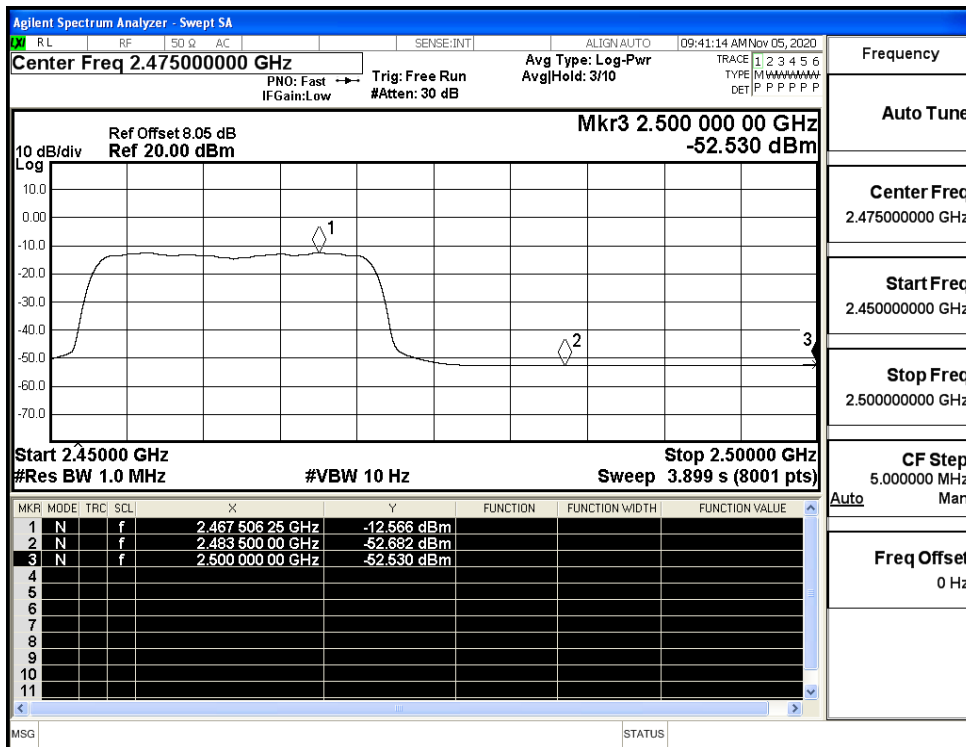 Agilent Spectrum Analyzer - Swept SA
LXI RL RF 50 Ω AC SENSE:INT ALIGN AUTO 09:41:14 AM Nov 05, 2020
Center Freq 2.475000000 GHz
PNO: Fast
IFGain:Low
Trig: Free Run
#Atten: 30 dB
Avg Type: Log-Pwr
Avg|Hold: 3/10
TRACE 1 2 3 4 5 6
TYPE M WWWWW
DET P P P P P P
Ref Offset 8.05 dB
Ref 20.00 dBm
Mkr3 2.500 000 00 GHz
-52.530 dBm
10 dB/div
Log
10.0
0.00
-10.0
-20.0
-30.0
-40.0
-50.0
-60.0
-70.0
1
2
3
Start 2.45000 GHz Stop 2.50000 GHz
#Res BW 1.0 MHz #VBW 10 Hz Sweep 3.899 s (8001 pts)
MKR MODE TRC SCL X Y FUNCTION FUNCTION WIDTH FUNCTION VALUE
1 N f 2.467 506 25 GHz -12.566 dBm
2 N f 2.483 500 00 GHz -52.682 dBm
3 N f 2.500 000 00 GHz -52.530 dBm
4
5
6
7
8
9
10
11
MSG STATUS
Frequency
Auto Tune
Center Freq
2.475000000 GHz
Start Freq
2.450000000 GHz
Stop Freq
2.500000000 GHz
CF Step
5.000000 MHz
Auto Man
Freq Offset
0 Hz